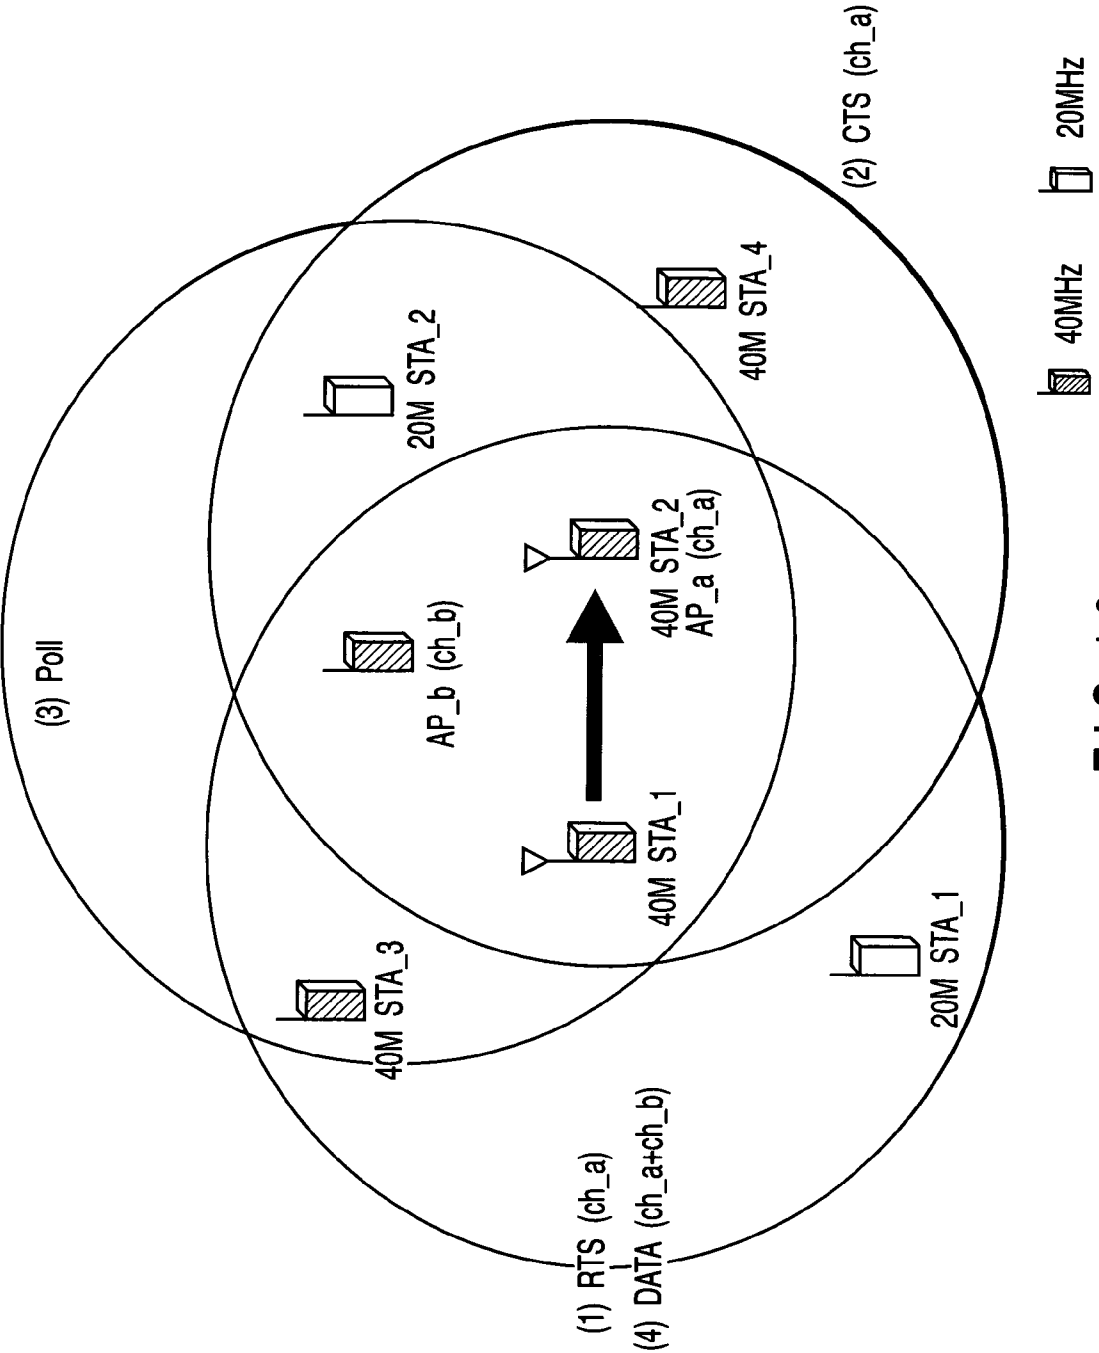 (3) Poll
(2) CTS (ch_a)
20M STA_2
40M STA_3
AP_b (ch_b)
40M STA_4
40M STA_1
40M STA_2
AP_a (ch_a)
20M STA_1
(1) RTS (ch_a)
(4) DATA (ch_a+ch_b)
40MHz
20MHz